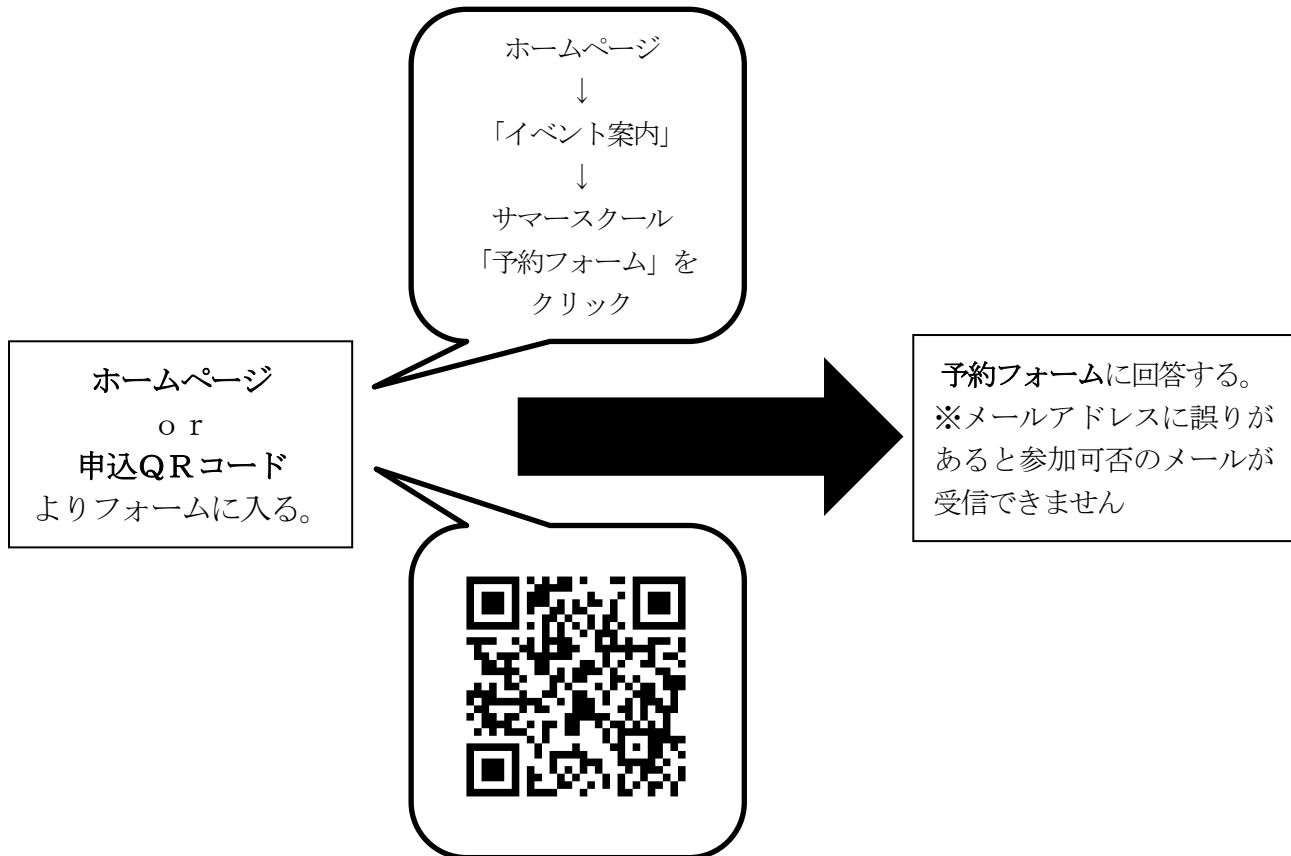 ホームページ
↓
「イベント案内」
↓
サマースクール
「予約フォーム」を
クリック
ホームページ
ｏｒ
申込ＱＲコード
よりフォームに入る。
予約フォームに回答する。
※メールアドレスに誤りが
あると参加可否のメールが
受信できません